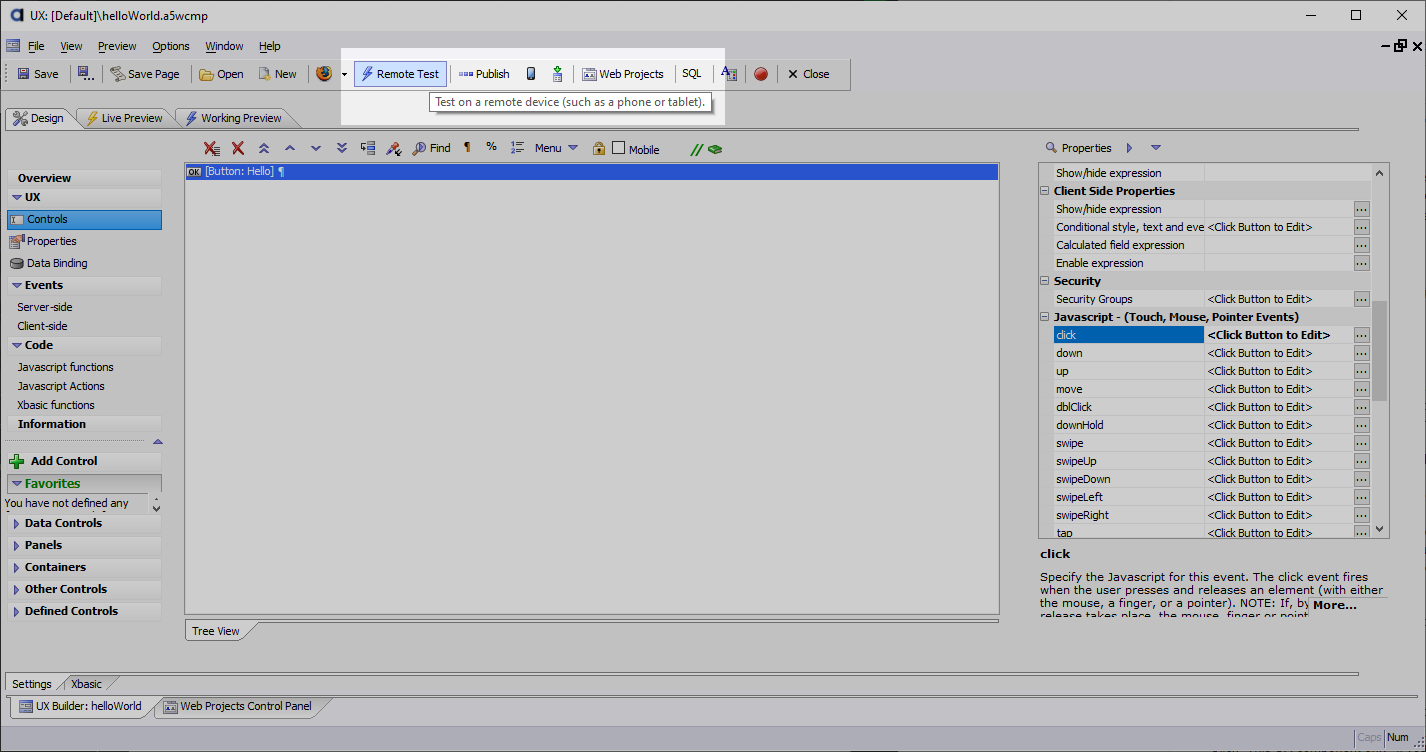 UX: [Default]\helloWorld.a5wcmp
File View Preview Options Window Help
Save Save Page Open New Remote Test Publish Web Projects SQL A Close
Test on a remote device (such as a phone or tablet).
Design Live Preview Working Preview
Find ¶ % Menu Mobile //
Properties
Overview
UX
Controls
Properties
Data Binding
Events
Server-side
Client-side
Code
Javascript functions
Javascript Actions
Xbasic functions
Information
Add Control
Favorites
You have not defined any
Data Controls
Panels
Containers
Other Controls
Defined Controls
OK [Button: Hello] ¶
Tree View
Show/hide expression
Client Side Properties
Show/hide expression ...
Conditional style, text and eve <Click Button to Edit> ...
Calculated field expression ...
Enable expression ...
Security
Security Groups <Click Button to Edit> ...
Javascript - (Touch, Mouse, Pointer Events)
click <Click Button to Edit> ...
down <Click Button to Edit> ...
up <Click Button to Edit> ...
move <Click Button to Edit> ...
dblClick <Click Button to Edit> ...
downHold <Click Button to Edit> ...
swipe <Click Button to Edit> ...
swipeUp <Click Button to Edit> ...
swipeDown <Click Button to Edit> ...
swipeLeft <Click Button to Edit> ...
swipeRight <Click Button to Edit> ...
tap <Click Button to Edit> ...
click
Specify the Javascript for this event. The click event fires
when the user presses and releases an element (with either
the mouse, a finger, or a pointer). NOTE: If, by More...
release takes place, the mouse, finger or point
Settings Xbasic
UX Builder: helloWorld Web Projects Control Panel
Caps Num